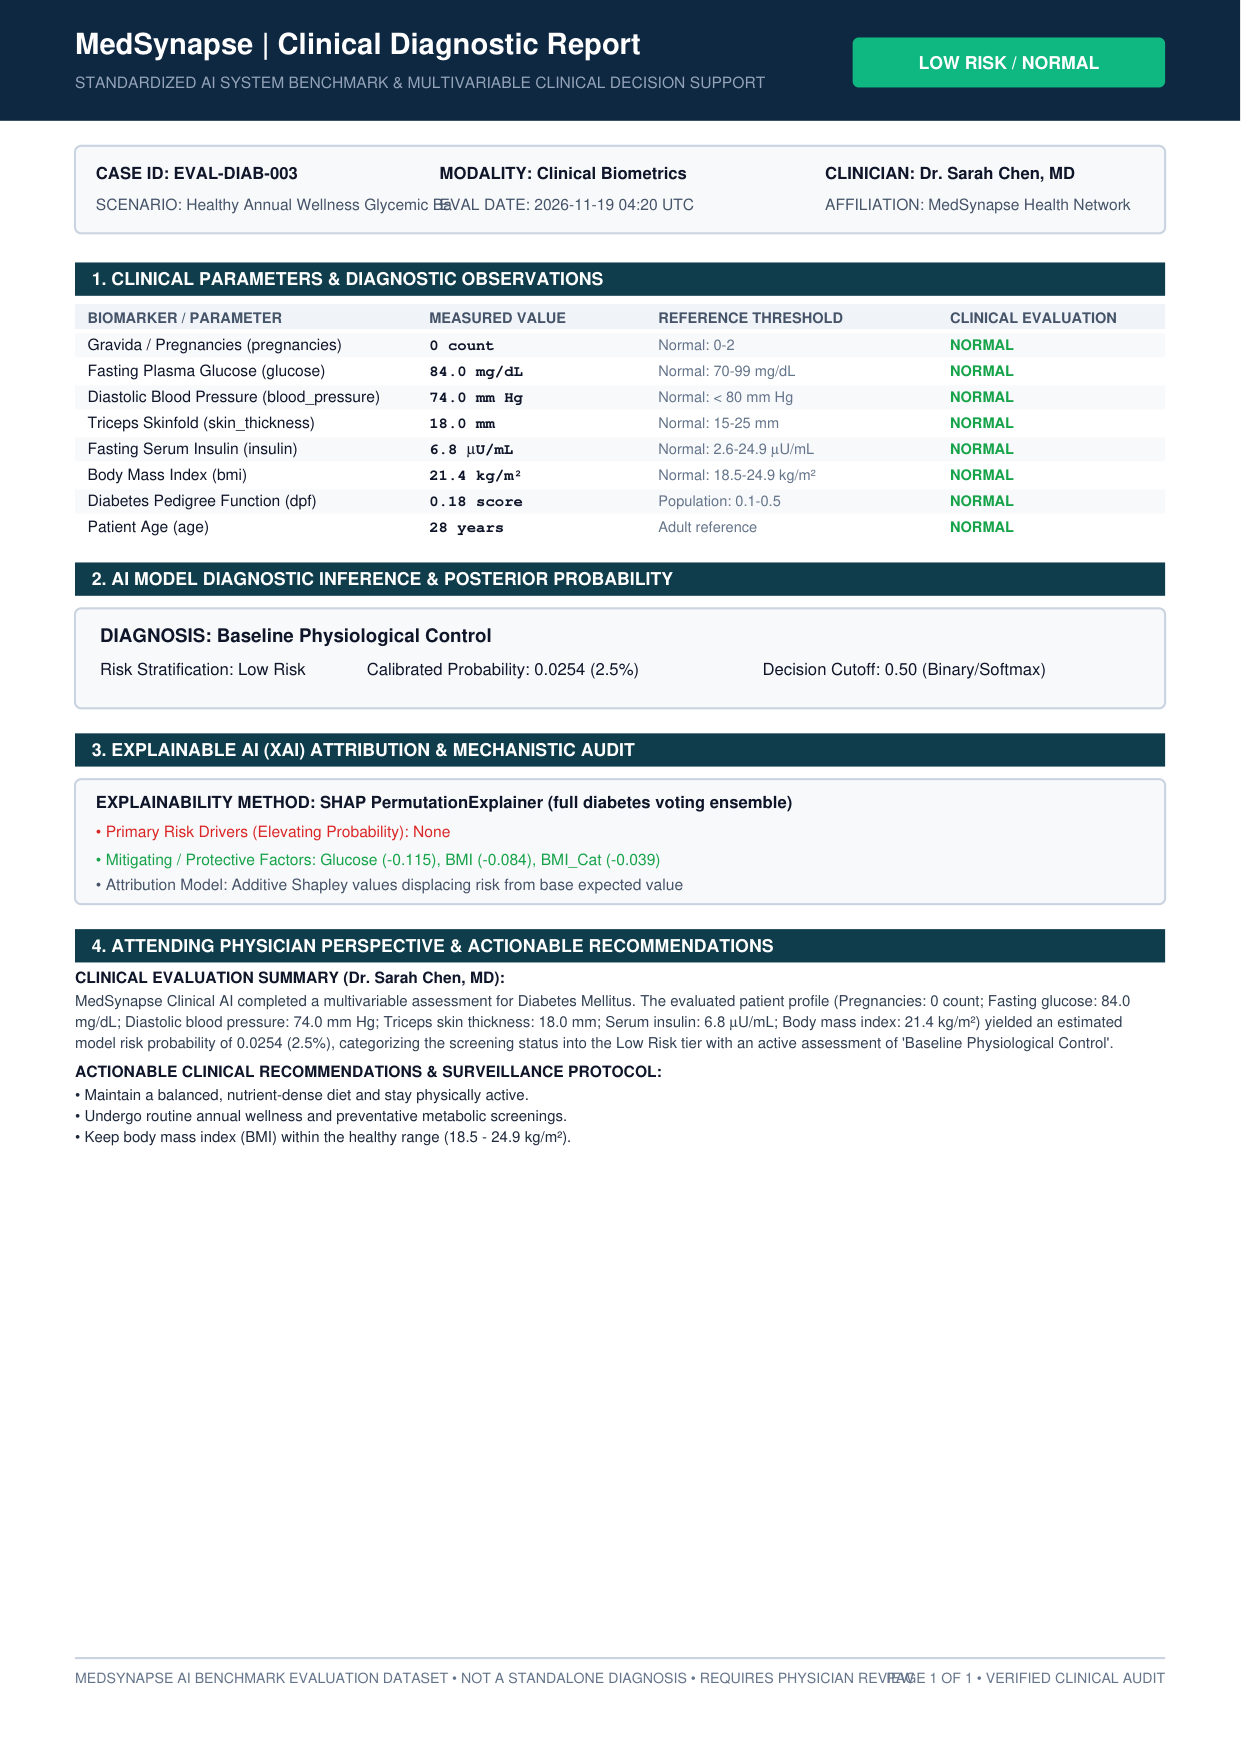 MedSynapse | Clinical Diagnostic Report
STANDARDIZED AI SYSTEM BENCHMARK & MULTIVARIABLE CLINICAL DECISION SUPPORT
LOW RISK / NORMAL
CASE ID: EVAL-DIAB-003 MODALITY: Clinical Biometrics CLINICIAN: Dr. Sarah Chen, MD
SCENARIO: Healthy Annual Wellness Glycemic Ba EVAL DATE: 2026-11-19 04:20 UTC AFFILIATION: MedSynapse Health Network
1. CLINICAL PARAMETERS & DIAGNOSTIC OBSERVATIONS
BIOMARKER / PARAMETER MEASURED VALUE REFERENCE THRESHOLD CLINICAL EVALUATION
Gravida / Pregnancies (pregnancies) 0 count Normal: 0-2 NORMAL
Fasting Plasma Glucose (glucose) 84.0 mg/dL Normal: 70-99 mg/dL NORMAL
Diastolic Blood Pressure (blood_pressure) 74.0 mm Hg Normal: < 80 mm Hg NORMAL
Triceps Skinfold (skin_thickness) 18.0 mm Normal: 15-25 mm NORMAL
Fasting Serum Insulin (insulin) 6.8 μU/mL Normal: 2.6-24.9 μU/mL NORMAL
Body Mass Index (bmi) 21.4 kg/m² Normal: 18.5-24.9 kg/m² NORMAL
Diabetes Pedigree Function (dpf) 0.18 score Population: 0.1-0.5 NORMAL
Patient Age (age) 28 years Adult reference NORMAL
2. AI MODEL DIAGNOSTIC INFERENCE & POSTERIOR PROBABILITY
DIAGNOSIS: Baseline Physiological Control
Risk Stratification: Low Risk Calibrated Probability: 0.0254 (2.5%) Decision Cutoff: 0.50 (Binary/Softmax)
3. EXPLAINABLE AI (XAI) ATTRIBUTION & MECHANISTIC AUDIT
EXPLAINABILITY METHOD: SHAP PermutationExplainer (full diabetes voting ensemble)
• Primary Risk Drivers (Elevating Probability): None
• Mitigating / Protective Factors: Glucose (-0.115), BMI (-0.084), BMI_Cat (-0.039)
• Attribution Model: Additive Shapley values displacing risk from base expected value
4. ATTENDING PHYSICIAN PERSPECTIVE & ACTIONABLE RECOMMENDATIONS
CLINICAL EVALUATION SUMMARY (Dr. Sarah Chen, MD):
MedSynapse Clinical AI completed a multivariable assessment for Diabetes Mellitus. The evaluated patient profile (Pregnancies: 0 count; Fasting glucose: 84.0
mg/dL; Diastolic blood pressure: 74.0 mm Hg; Triceps skin thickness: 18.0 mm; Serum insulin: 6.8 μU/mL; Body mass index: 21.4 kg/m²) yielded an estimated
model risk probability of 0.0254 (2.5%), categorizing the screening status into the Low Risk tier with an active assessment of 'Baseline Physiological Control'.
ACTIONABLE CLINICAL RECOMMENDATIONS & SURVEILLANCE PROTOCOL:
• Maintain a balanced, nutrient-dense diet and stay physically active.
• Undergo routine annual wellness and preventative metabolic screenings.
• Keep body mass index (BMI) within the healthy range (18.5 - 24.9 kg/m²).
MEDSYNAPSE AI BENCHMARK EVALUATION DATASET • NOT A STANDALONE DIAGNOSIS • REQUIRES PHYSICIAN REVIEW PAGE 1 OF 1 • VERIFIED CLINICAL AUDIT